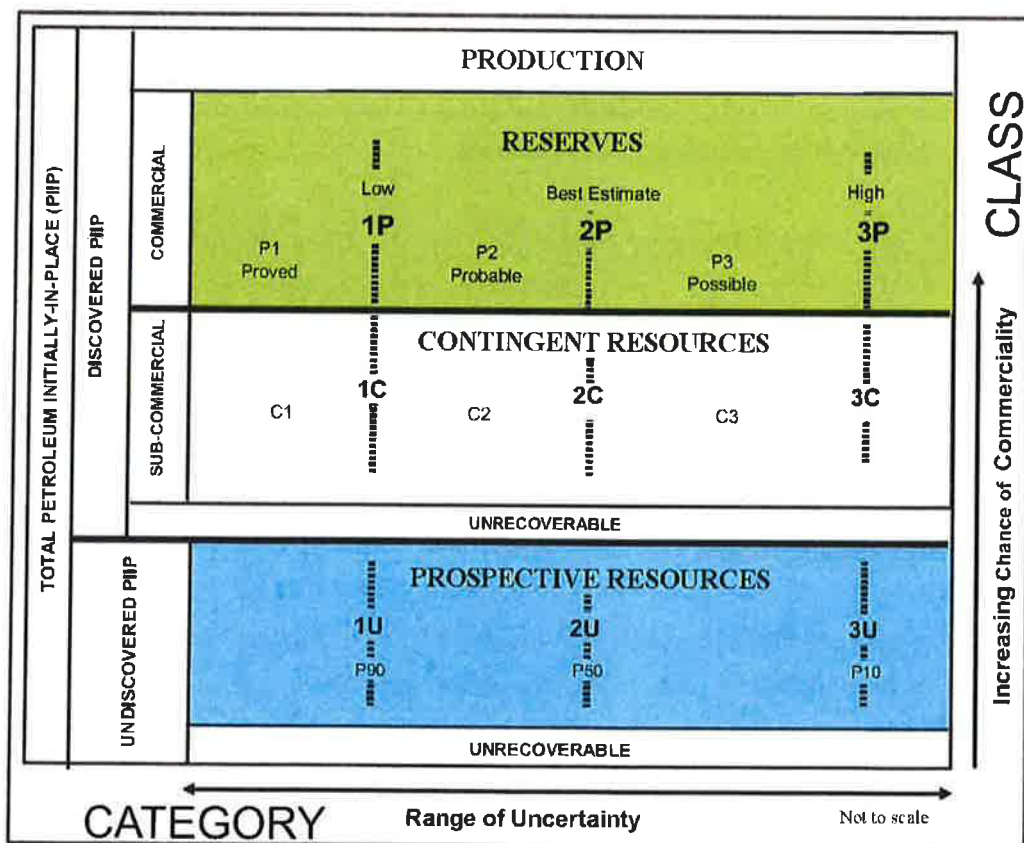 TOTAL PETROLEUM INITIALLY-IN-PLACE (PIIP)
DISCOVERED PIIP
UNDISCOVERED PIIP
COMMERCIAL
SUB-COMMERCIAL
PRODUCTION
RESERVES
Low
Best Estimate
High
1P
2P
3P
P1
Proved
P2
Probable
P3
Possible
CONTINGENT RESOURCES
1C
2C
3C
C1
C2
C3
UNRECOVERABLE
PROSPECTIVE RESOURCES
1U
2U
3U
P90
P50
P10
UNRECOVERABLE
CLASS
Increasing Chance of Commerciality
CATEGORY
Range of Uncertainty
Not to scale